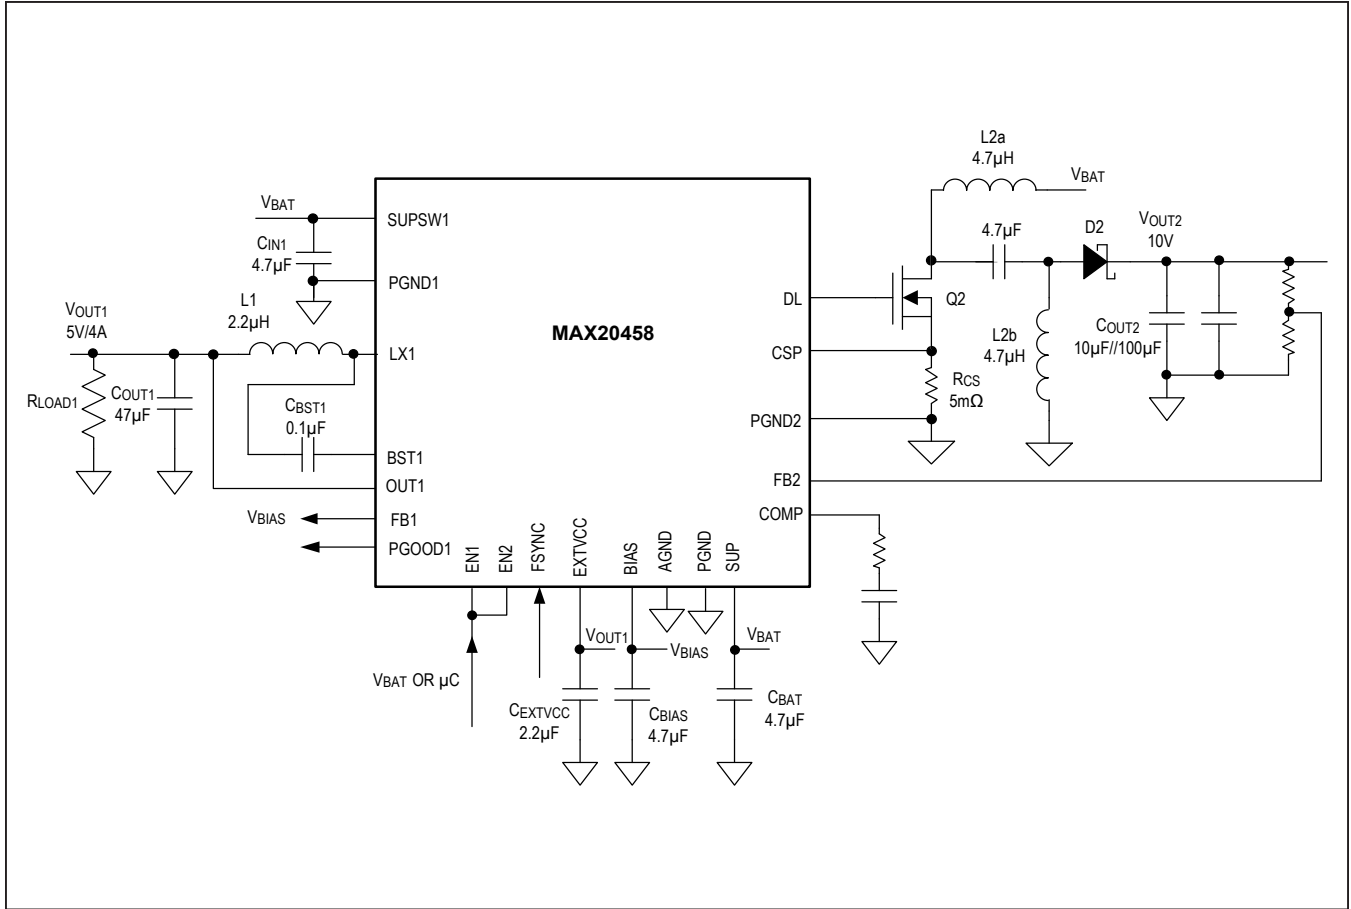 L2a
4.7µH
VBAT
VBAT
SUPSW1
CIN1
4.7µF
PGND1
L1
2.2µH
VOUT1
5V/4A
LX1
RLOAD1
COUT1
47µF
CBST1
0.1µF
BST1
OUT1
VBIAS
FB1
PGOOD1
MAX20458
4.7µF
D2
VOUT2
10V
DL
Q2
CSP
L2b
4.7µH
COUT2
10µF//100µF
RCS
5mΩ
PGND2
FB2
COMP
EN1
EN2
FSYNC
EXTVCC
BIAS
AGND
PGND
SUP
VBAT OR µC
VOUT1
VBIAS
VBAT
CEXTVCC
2.2µF
CBIAS
4.7µF
CBAT
4.7µF